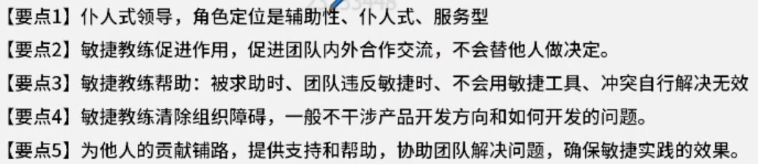 【要点1】仆人式领导，角色定位是辅助性、仆人式、服务型
【要点2】敏捷教练促进作用，促进团队内外合作交流，不会替他人做决定。
【要点3】敏捷教练帮助：被求助时、团队违反敏捷时、不会用敏捷工具、冲突自行解决无效
【要点4】敏捷教练清除组织障碍，一般不干涉产品开发方向和如何开发的问题。
【要点5】为他人的贡献铺路，提供支持和帮助，协助团队解决问题，确保敏捷实践的效果。